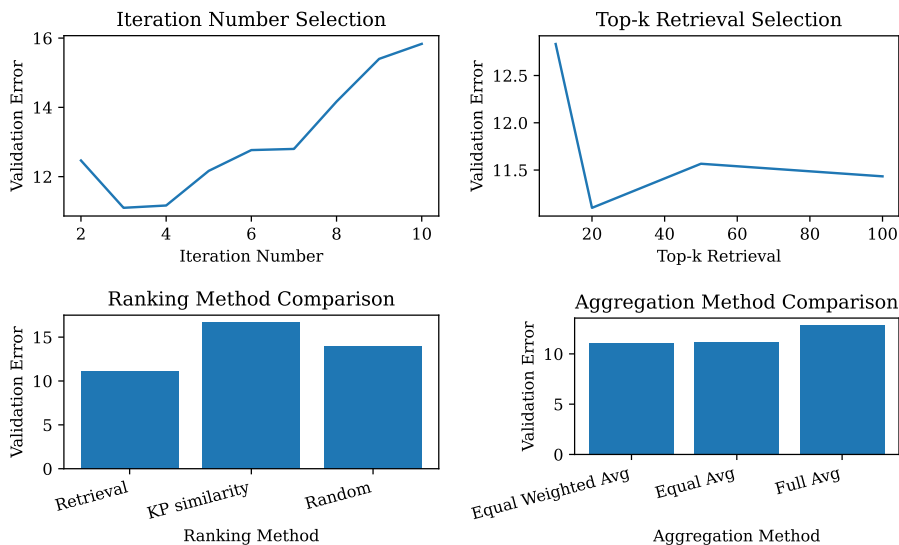 Iteration Number Selection
Validation Error
16
14
12
2
4
6
8
10
Iteration Number
Top-k Retrieval Selection
Validation Error
12.5
12.0
11.5
20
40
60
80
100
Top-k Retrieval
Ranking Method Comparison
Validation Error
15
10
5
0
Retrieval
KP similarity
Random
Ranking Method
Aggregation Method Comparison
Validation Error
10
5
0
Equal Weighted Avg
Equal Avg
Full Avg
Aggregation Method